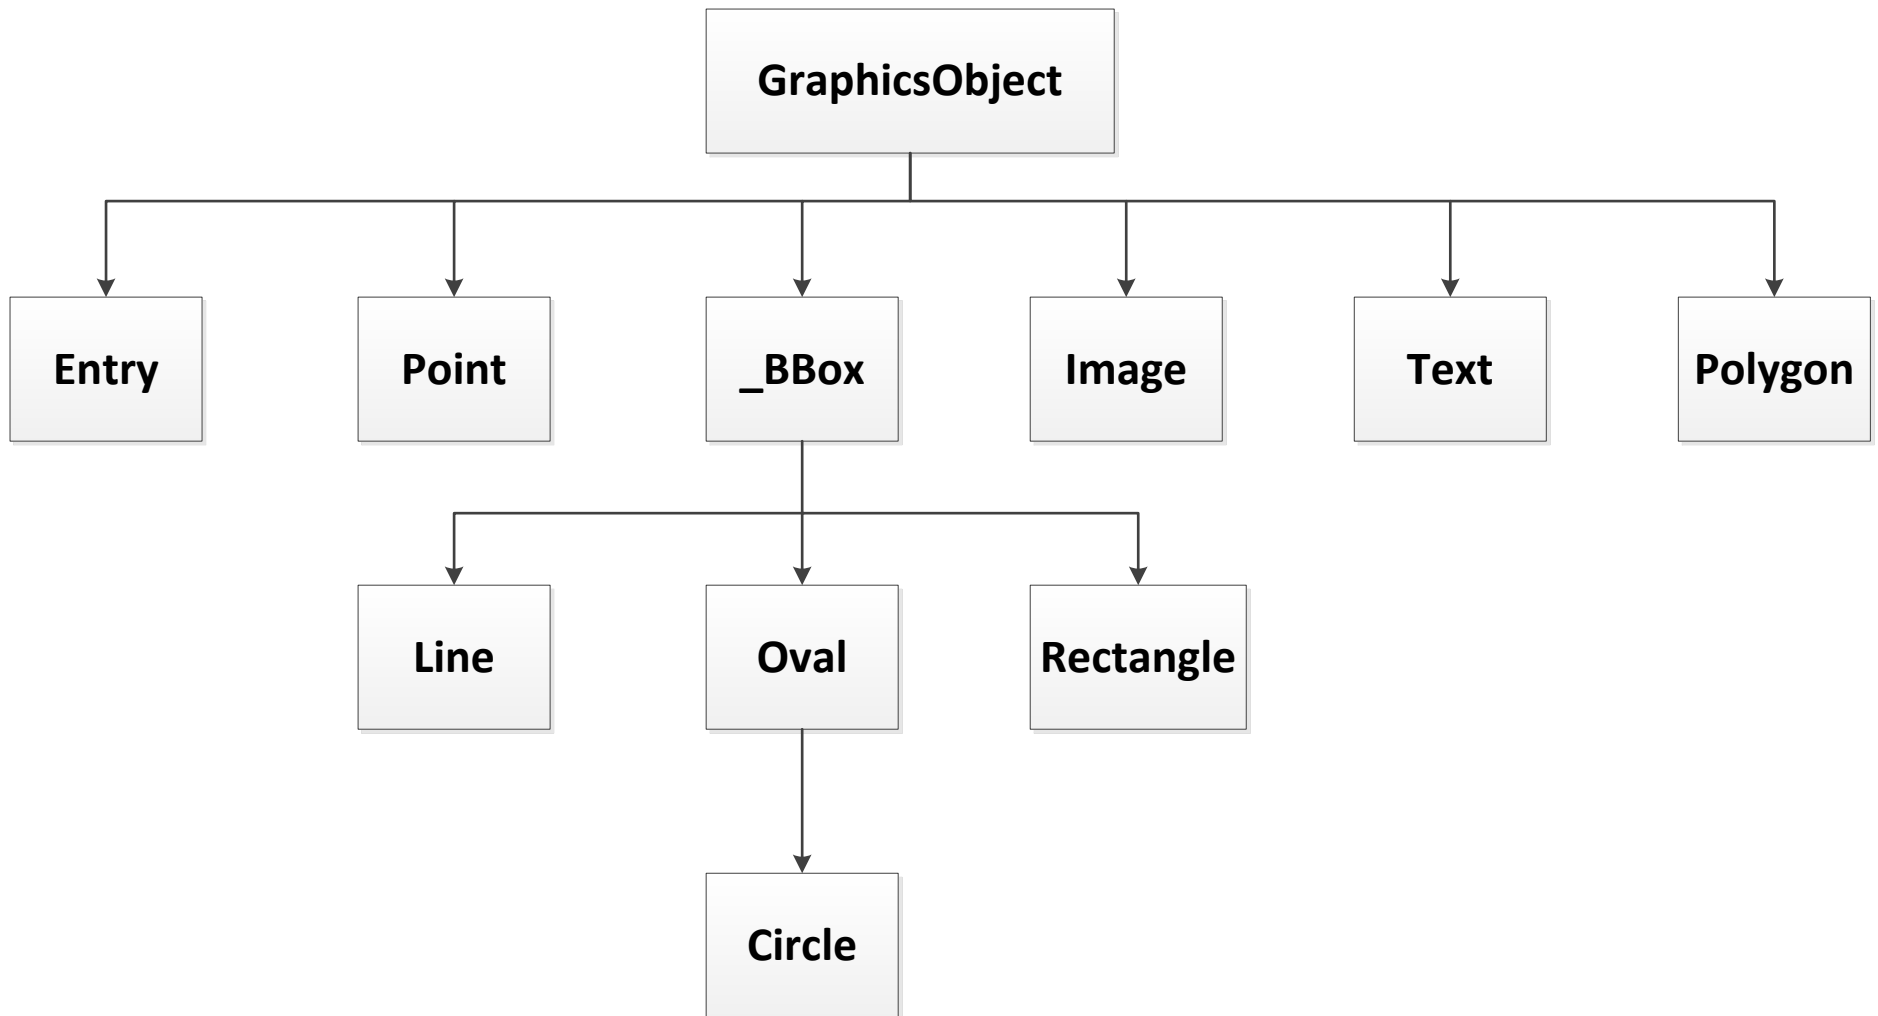 GraphicsObject
Entry
Point
_BBox
Image
Text
Polygon
Line
Oval
Rectangle
Circle